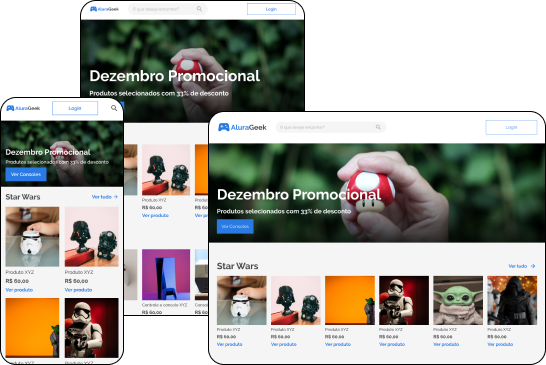 AluraGeek
O que deseja encontrar?
Login
Dezembro Promocional
Produtos selecionados com 33% de desconto
Produto XYZ
R$ 60,00
Ver produto
Produto XYZ
R$ 60,00
Ver produto
Controle e console XYZ
R$ 60,00
AluraGeek
Login
Dezembro Promocional
Produtos selecionados com 33% de desconto
Ver Consoles
Star Wars
Ver tudo
Produto XYZ
R$ 60,00
Ver produto
Produto XYZ
R$ 60,00
Ver produto
AluraGeek
O que deseja encontrar?
Login
Dezembro Promocional
Produtos selecionados com 33% de desconto
Ver Consoles
Star Wars
Ver tudo
Produto XYZ
R$ 60,00
Ver produto
Produto XYZ
R$ 60,00
Ver produto
Produto XYZ
R$ 60,00
Ver produto
Produto XYZ
R$ 60,00
Ver produto
Produto XYZ
R$ 60,00
Ver produto
Produto XYZ
R$ 60,00
Ver produto